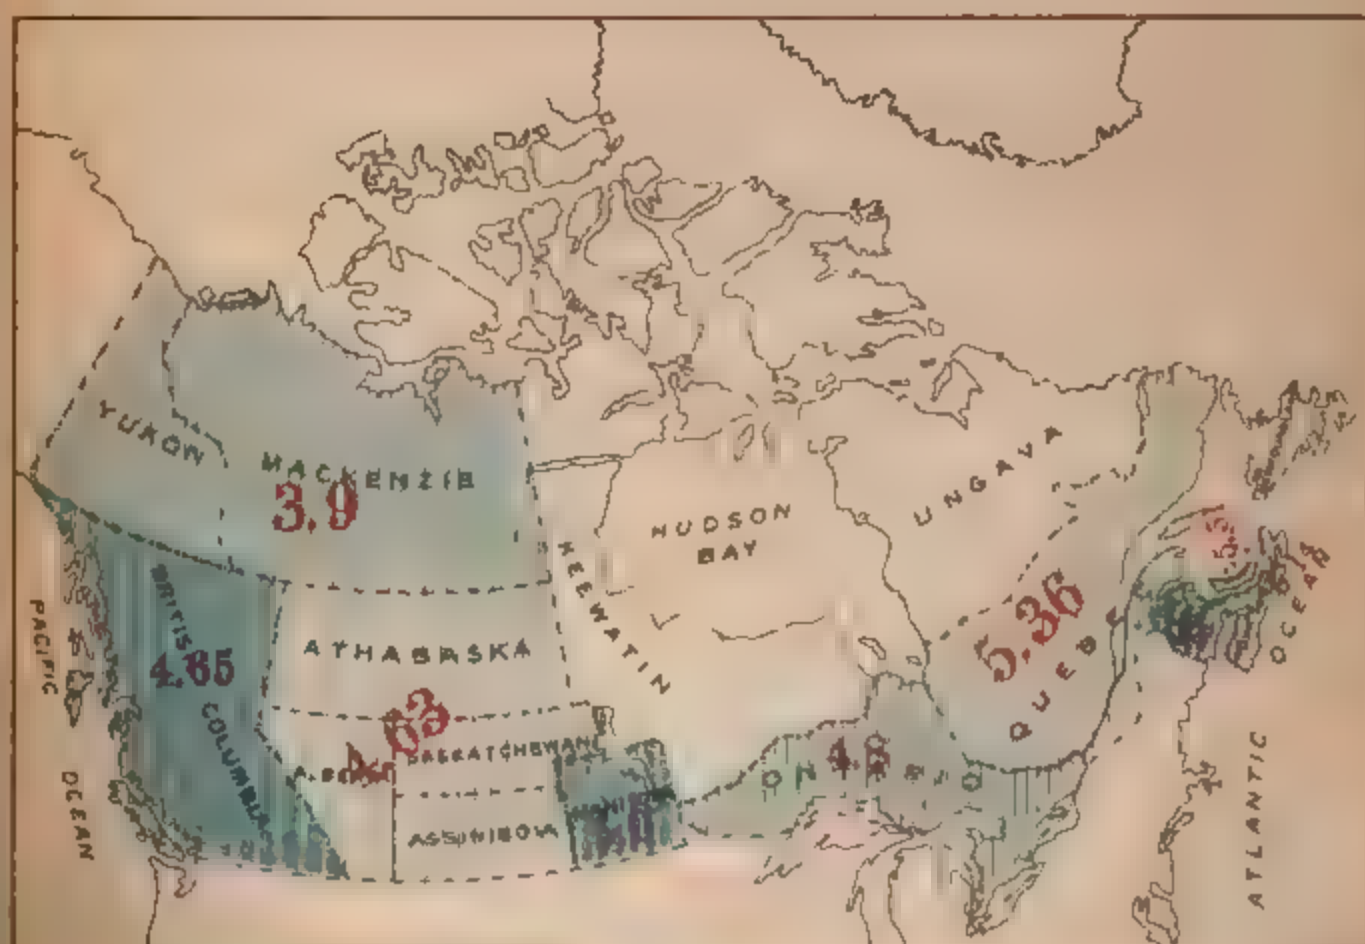 YUKON
MACKENZIE
3.9
HUDSON
BAY
UNGAVA
KEEWATIN
BRITISH
COLUMBIA
4.65
ATHABASKA
SASKATCHEWAN
ASSINIBOIA
5.36
QUEBEC
ONTARIO
PACIFIC
OCEAN
ATLANTIC
OCEAN